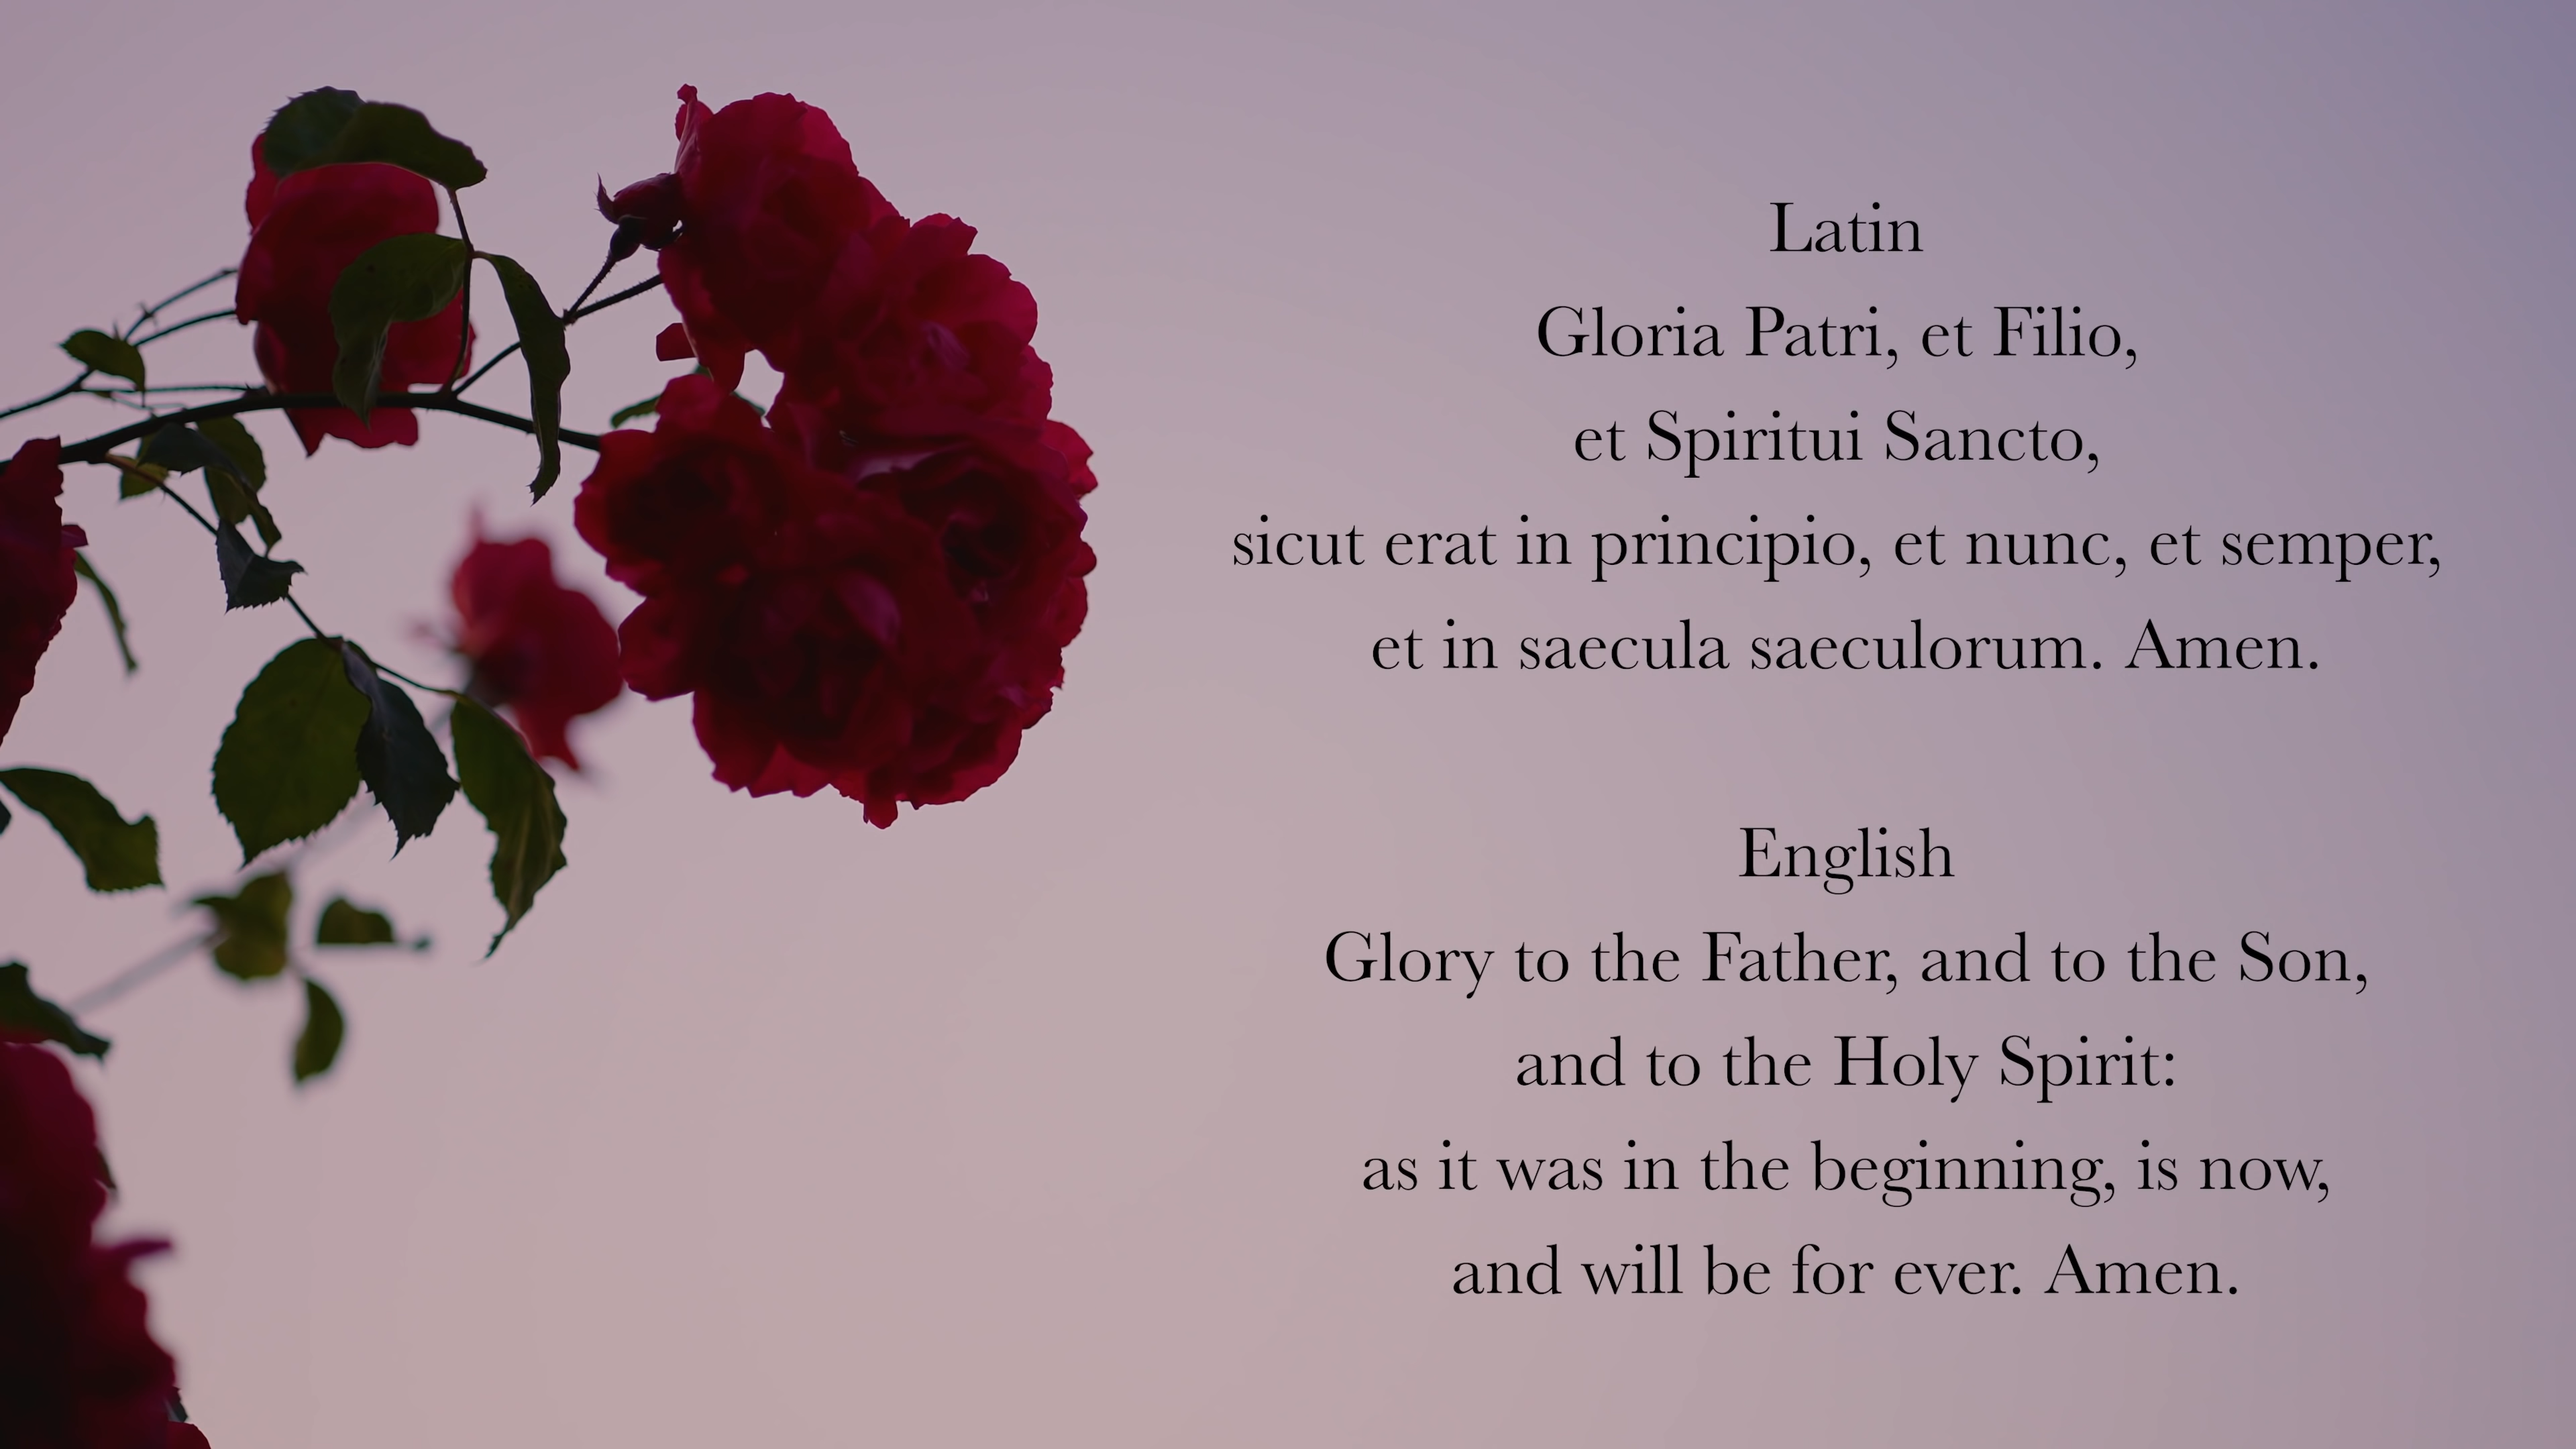 Latin
Gloria Patri, et Filio,
et Spiritui Sancto,
sicut erat in principio, et nunc, et semper,
et in saecula saeculorum. Amen.
English
Glory to the Father, and to the Son,
and to the Holy Spirit:
as it was in the beginning, is now,
and will be for ever. Amen.